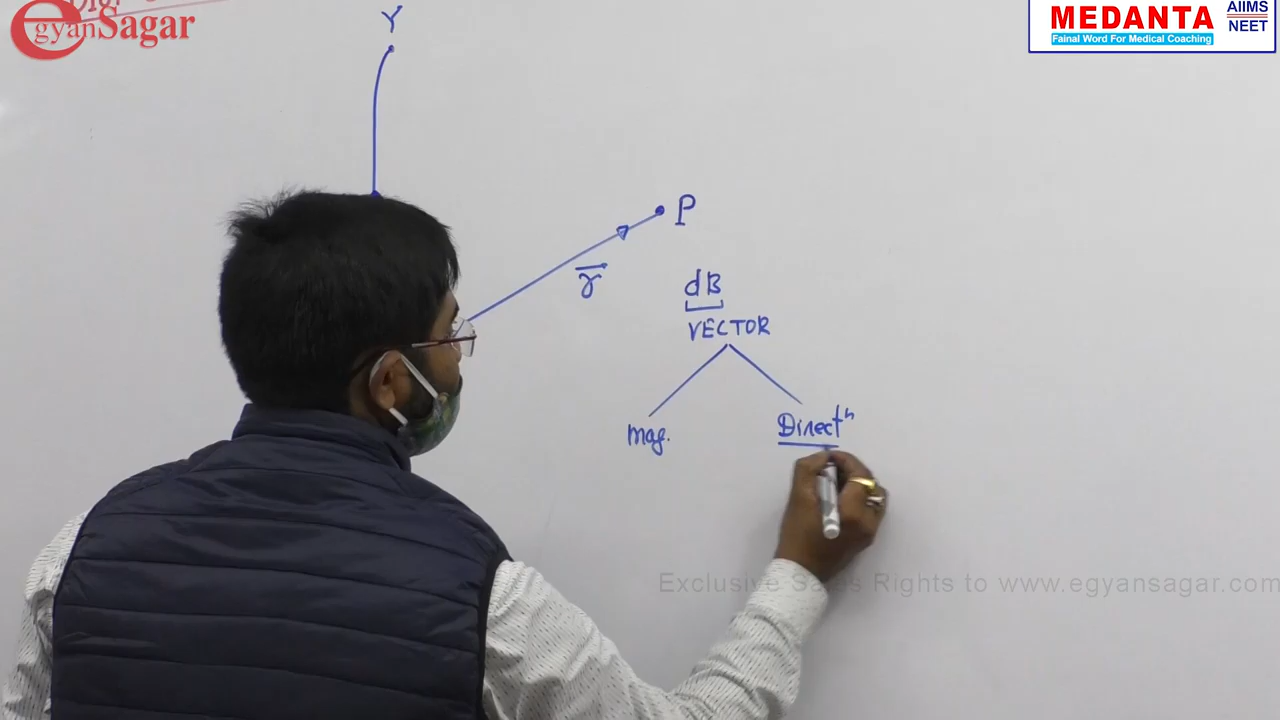 egyanSagar
MEDANTA
Fainal Word For Medical Coaching
AIIMS
NEET
Y
P
r
dB
VECTOR
Mag.
Directⁿ
Exclusive Sales Rights to www.egyansagar.com